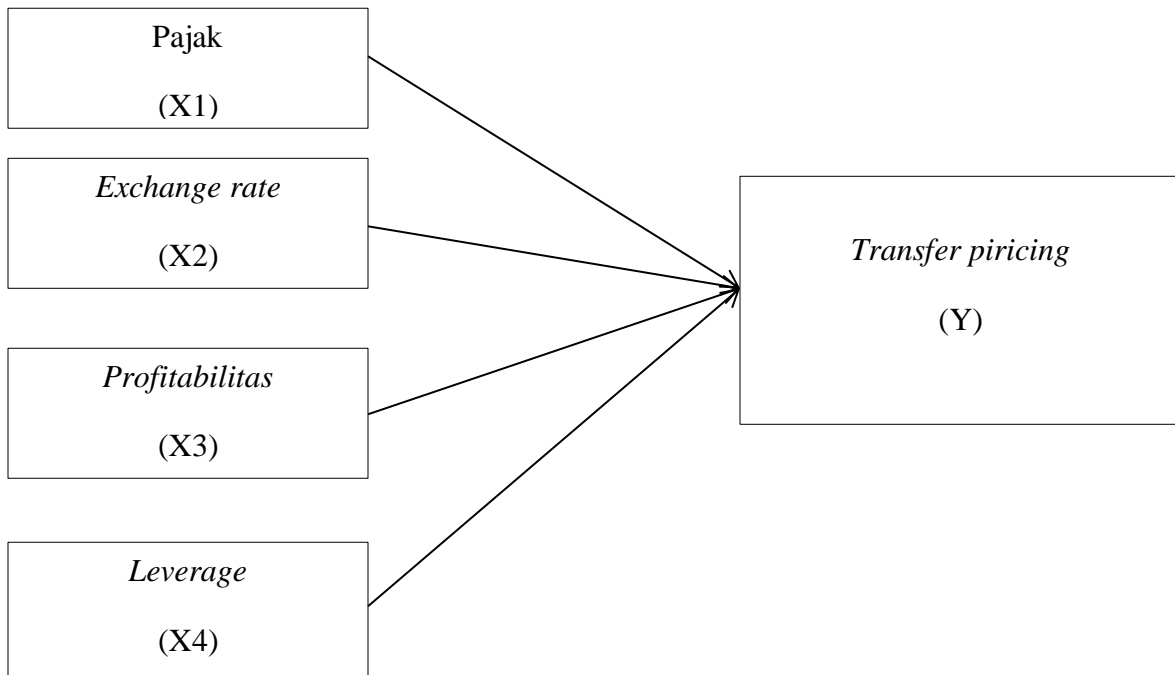 Pajak
(X1)
Exchange rate
(X2)
Profitabilitas
(X3)
Leverage
(X4)
Transfer piricing
(Y)